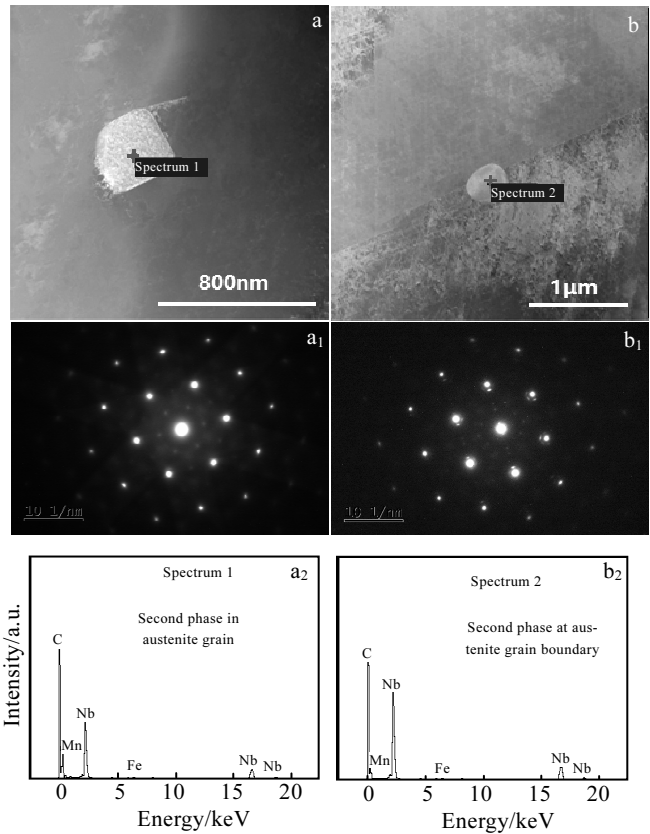 a
Spectrum 1
800nm
b
Spectrum 2
1μm
a1
10 1/nm
b1
10 1/nm
Intensity/a.u.
Spectrum 1
a2
Second phase in
austenite grain
C
Mn
Nb
Fe
Nb
Nb
0 5 10 15 20
Energy/keV
Spectrum 2
b2
Second phase at aus-
tenite grain boundary
C
Mn
Nb
Fe
Nb
Nb
0 5 10 15 20
Energy/keV